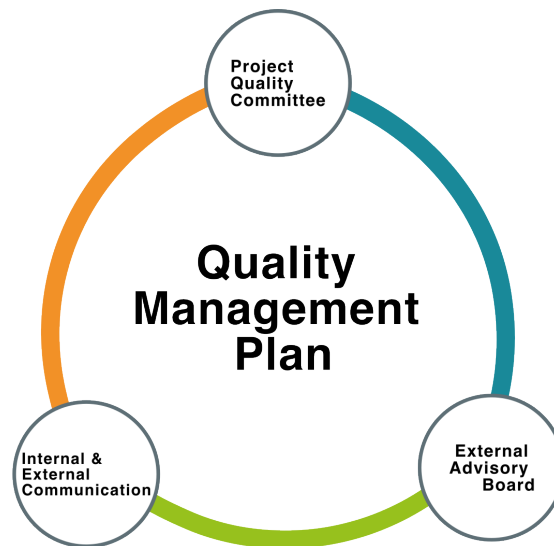 Project
Quality
Committee
Quality
Management
Plan
Internal &
External
Communication
External
Advisory
Board